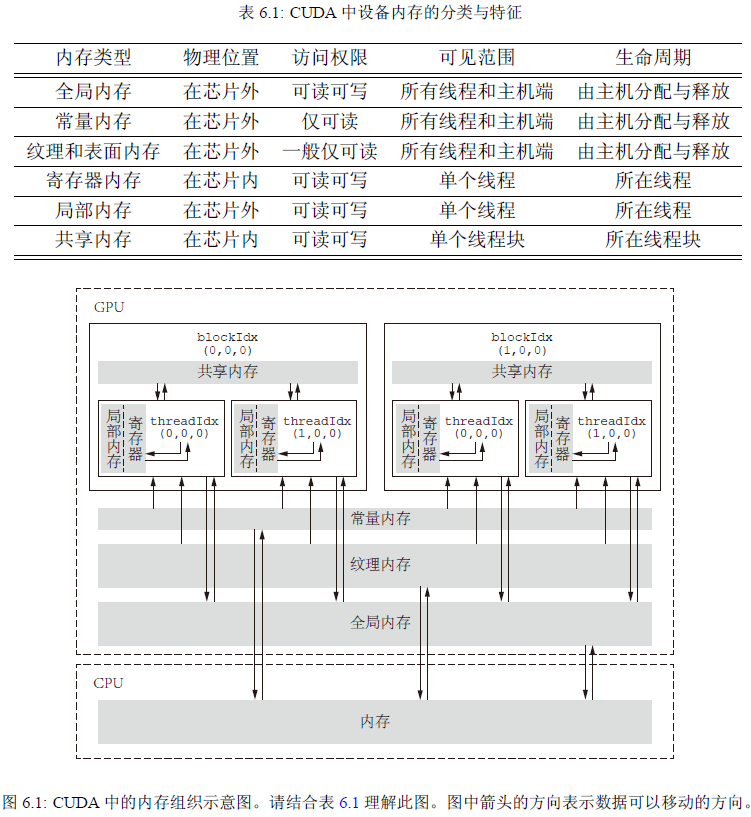 表 6.1: CUDA 中设备内存的分类与特征
内存类型 物理位置 访问权限 可见范围 生命周期
全局内存 在芯片外 可读可写 所有线程和主机端 由主机分配与释放
常量内存 在芯片外 仅可读 所有线程和主机端 由主机分配与释放
纹理和表面内存 在芯片外 一般仅可读 所有线程和主机端 由主机分配与释放
寄存器内存 在芯片内 可读可写 单个线程 所在线程
局部内存 在芯片外 可读可写 单个线程 所在线程
共享内存 在芯片内 可读可写 单个线程块 所在线程块
GPU
blockIdx
(0,0,0)
共享内存
局部内存
寄存器
threadIdx
(0,0,0)
局部内存
寄存器
threadIdx
(1,0,0)
blockIdx
(1,0,0)
共享内存
局部内存
寄存器
threadIdx
(0,0,0)
局部内存
寄存器
threadIdx
(1,0,0)
常量内存
纹理内存
全局内存
CPU
内存
图 6.1: CUDA 中的内存组织示意图。请结合表 6.1 理解此图。图中箭头的方向表示数据可以移动的方向。